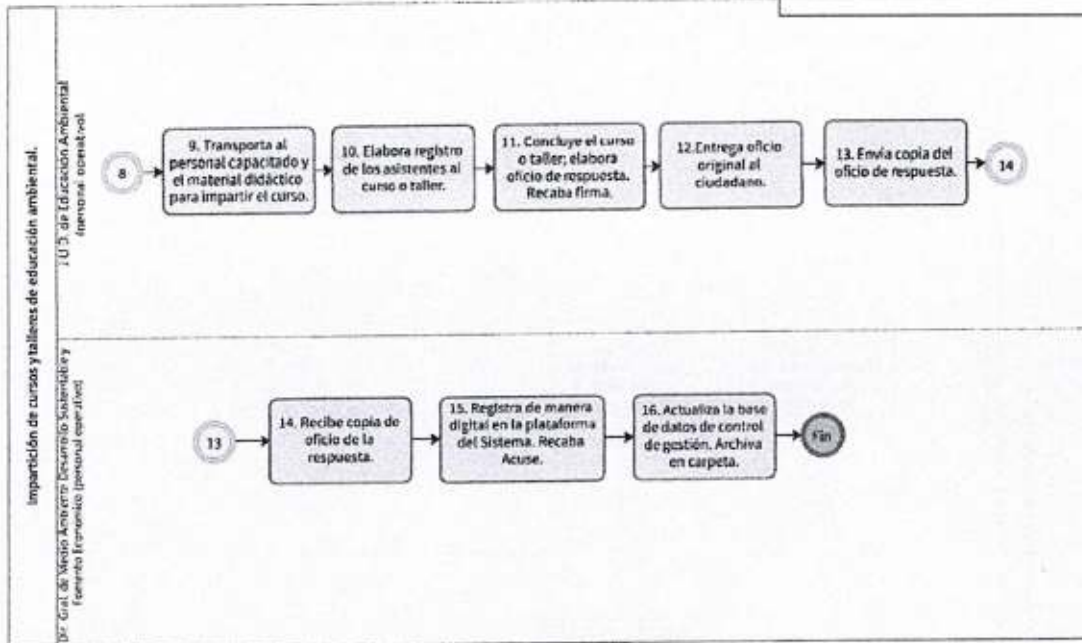 Impartición de cursos y talleres de educación ambiental.
J.U.D. de Educación Ambiental
(personal operativo)
8
9. Transporta al
personal capacitado y
el material didáctico
para impartir el curso.
10. Elabora registro
de los asistentes al
curso o taller.
11. Concluye el curso
o taller; elabora
oficio de respuesta.
Recaba firma.
12.Entrega oficio
original al
ciudadano.
13. Envia copia del
oficio de respuesta.
14
Dir. Gral. de Medio Ambiente Desarrollo Sustentable y
Fomento Economico (personal operativo)
13
14. Recibe copia de
oficio de la
respuesta.
15. Registra de manera
digital en la plataforma
del Sistema. Recaba
Acuse.
16. Actualiza la base
de datos de control
de gestión. Archiva
en carpeta.
Fin